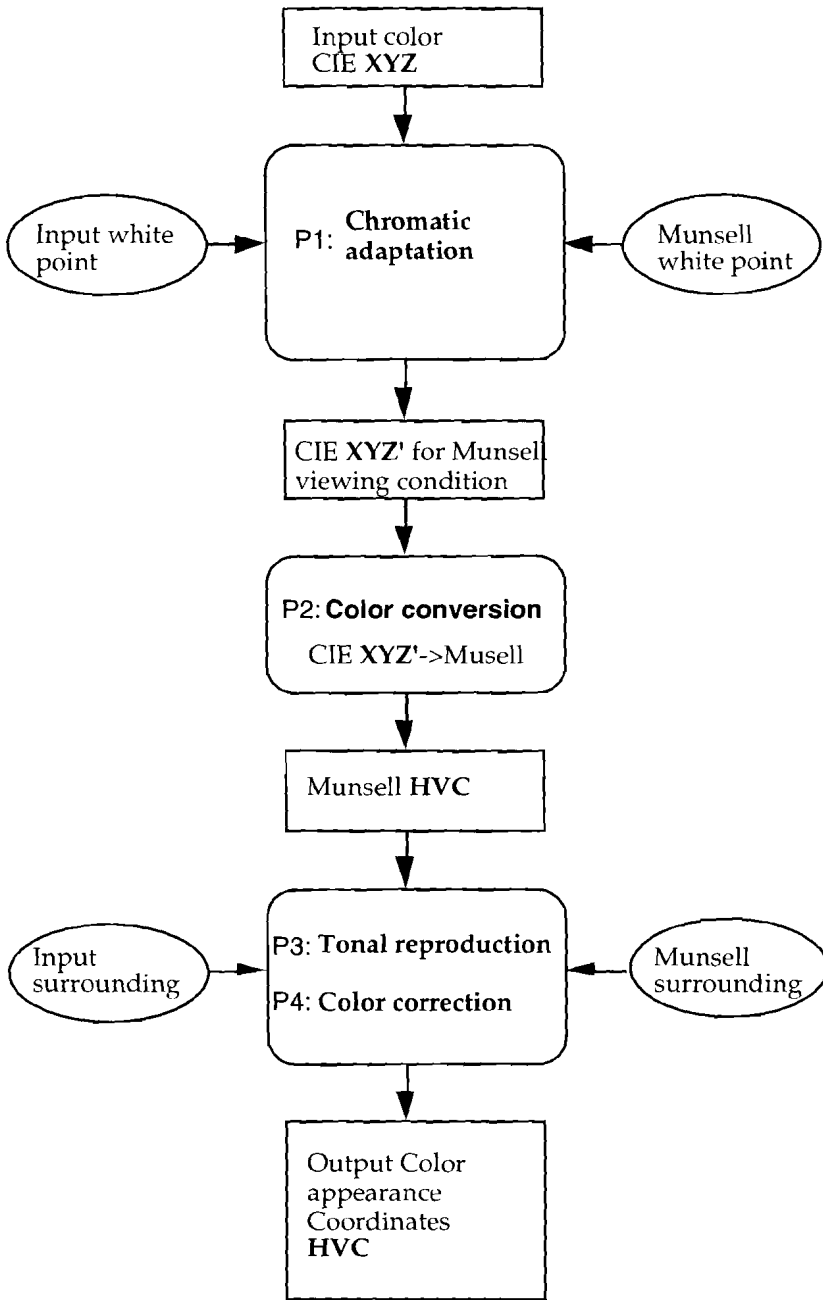 Input color
CIE XYZ
Input white
point
P1: Chromatic
adaptation
Munsell
white point
CIE XYZ' for Munsell
viewing condition
P2: Color conversion
CIE XYZ'->Musell
Munsell HVC
Input
surrounding
P3: Tonal reproduction
P4: Color correction
Munsell
surrounding
Output Color
appearance
Coordinates
HVC